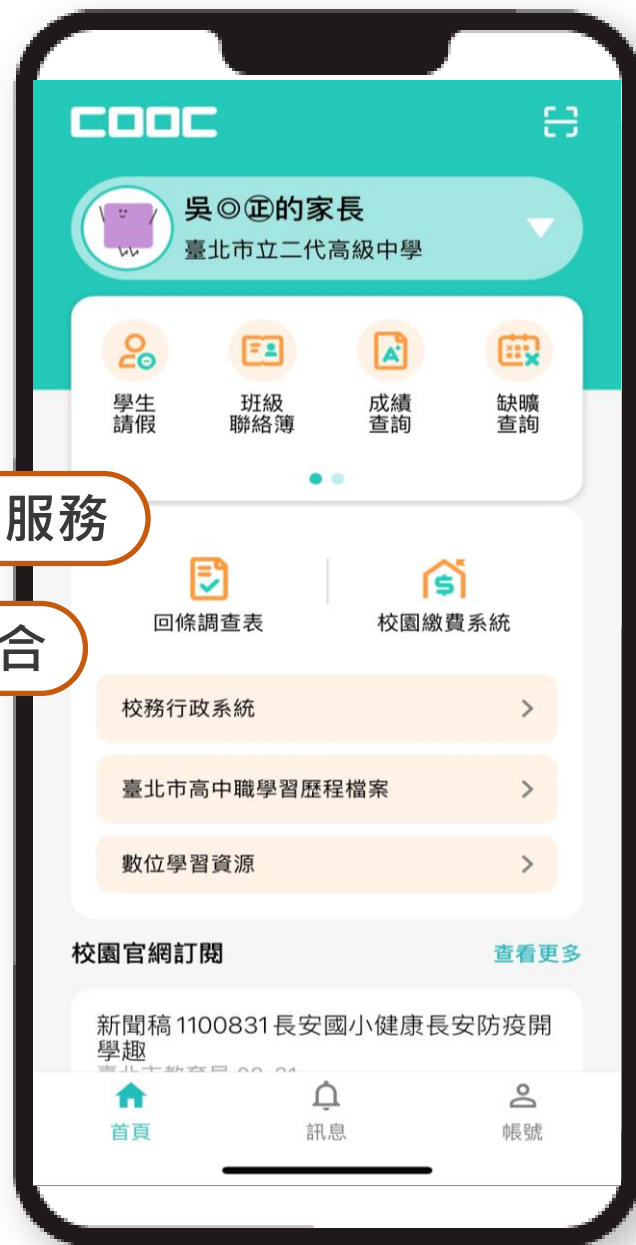 COOC
吳◎㊣的家長
臺北市立二代高級中學
學生
請假
班級
聯絡簿
成績
查詢
缺曠
查詢
服務
回條調查表
校園繳費系統
合
校務行政系統
臺北市高中職學習歷程檔案
數位學習資源
校園官網訂閱
查看更多
新聞稿1100831長安國小健康長安防疫開
學趣
首頁
訊息
帳號